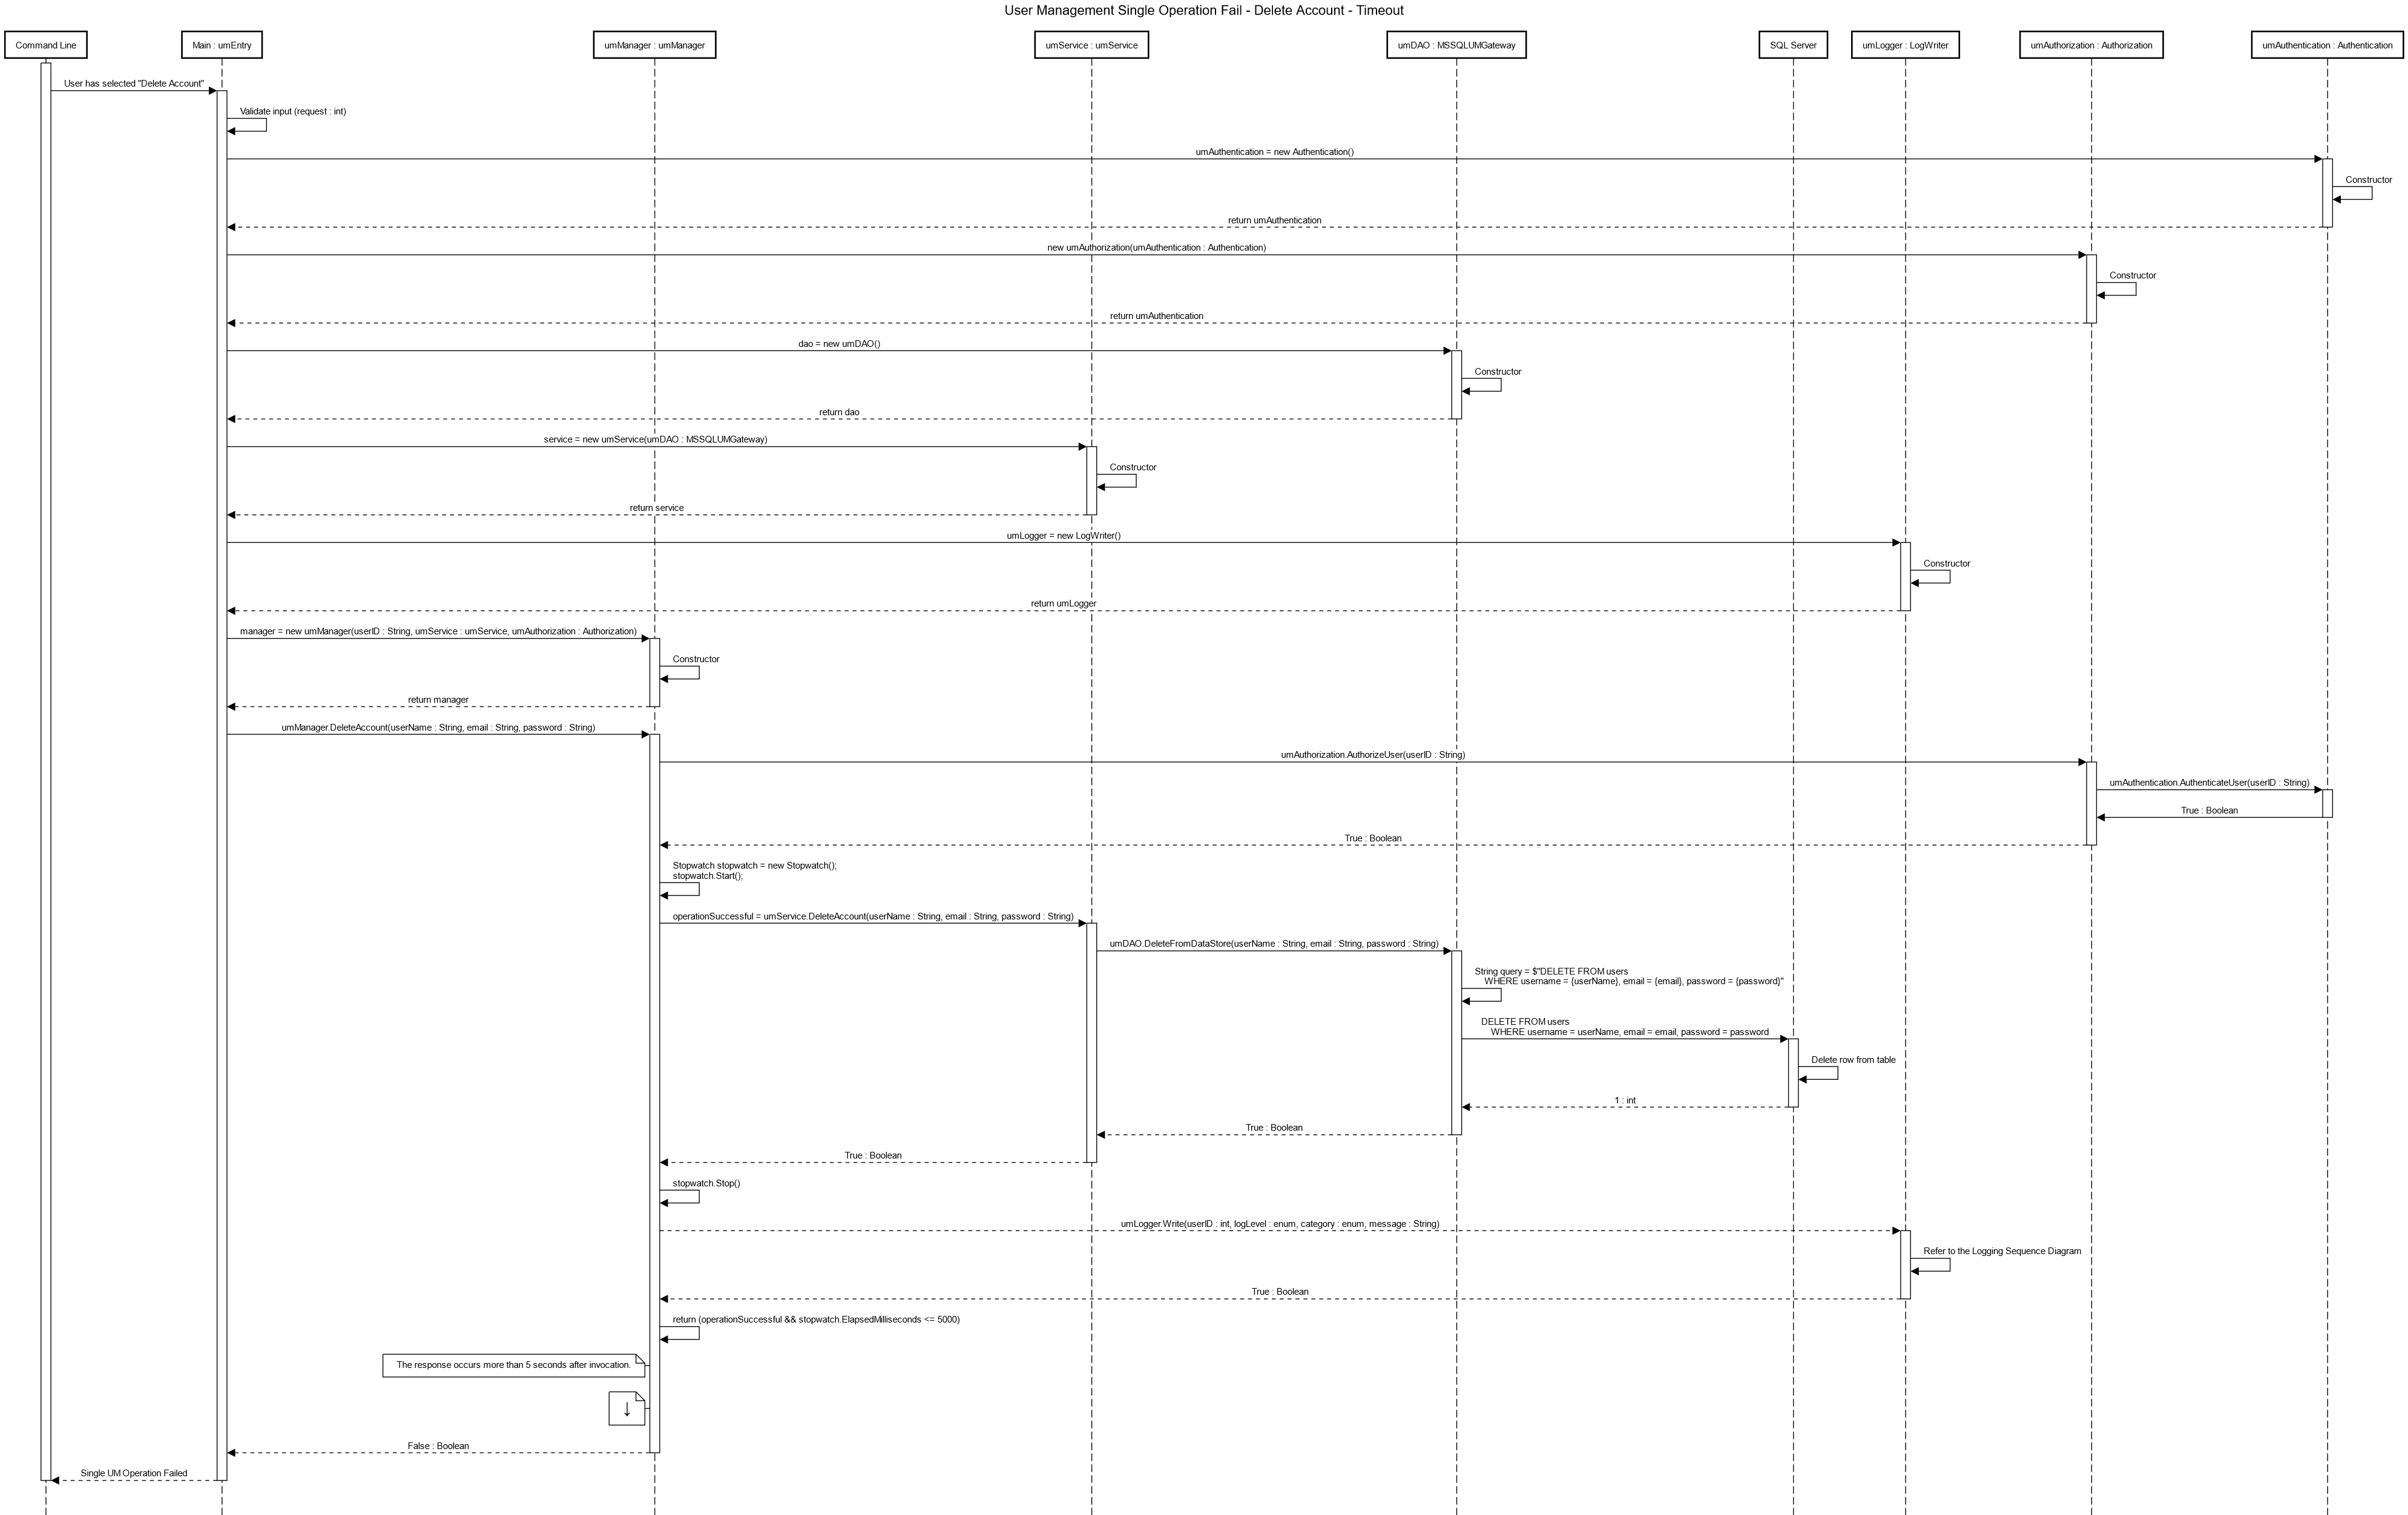 User Management Single Operation Fail - Delete Account - Timeout
Command Line
Main : umEntry
umManager : umManager
umService : umService
umDAO : MSSQLUMGateway
SQL Server
umLogger : LogWriter
umAuthorization : Authorization
umAuthentication : Authentication
User has selected "Delete Account"
Validate input (request : int)
umAuthentication = new Authentication()
Constructor
return umAuthentication
new umAuthorization(umAuthentication : Authentication)
Constructor
return umAuthentication
dao = new umDAO()
Constructor
return dao
service = new umService(umDAO : MSSQLUMGateway)
Constructor
return service
umLogger = new LogWriter()
Constructor
return umLogger
manager = new umManager(userID : String, umService : umService, umAuthorization : Authorization)
Constructor
return manager
umManager.DeleteAccount(userName : String, email : String, password : String)
umAuthorization.AuthorizeUser(userID : String)
umAuthentication.AuthenticateUser(userID : String)
True : Boolean
True : Boolean
Stopwatch stopwatch = new Stopwatch();
stopwatch.Start();
operationSuccessful = umService.DeleteAccount(userName : String, email : String, password : String)
umDAO.DeleteFromDataStore(userName : String, email : String, password : String)
String query = $"DELETE FROM users
WHERE username = {userName}, email = {email}, password = {password}"
DELETE FROM users
WHERE username = userName, email = email, password = password
Delete row from table
1 : int
True : Boolean
True : Boolean
stopwatch.Stop()
umLogger.Write(userID : int, logLevel : enum, category : enum, message : String)
Refer to the Logging Sequence Diagram
True : Boolean
return (operationSuccessful && stopwatch.ElapsedMilliseconds <= 5000)
The response occurs more than 5 seconds after invocation.
↓
False : Boolean
Single UM Operation Failed